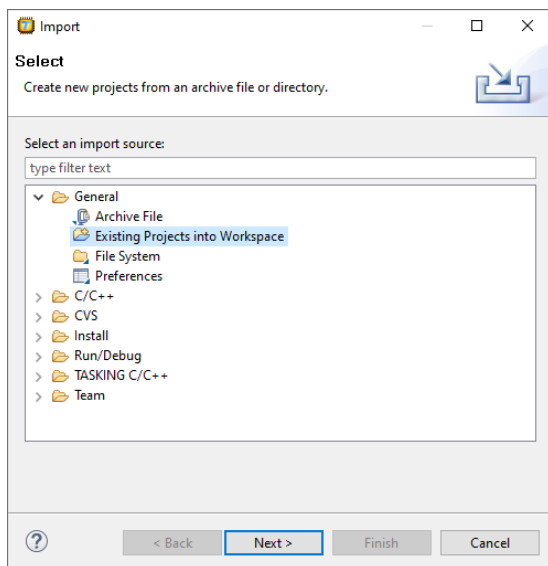 Import
Select
Create new projects from an archive file or directory.
Select an import source:
type filter text
General
Archive File
Existing Projects into Workspace
File System
Preferences
C/C++
CVS
Install
Run/Debug
TASKING C/C++
Team
? < Back Next > Finish Cancel